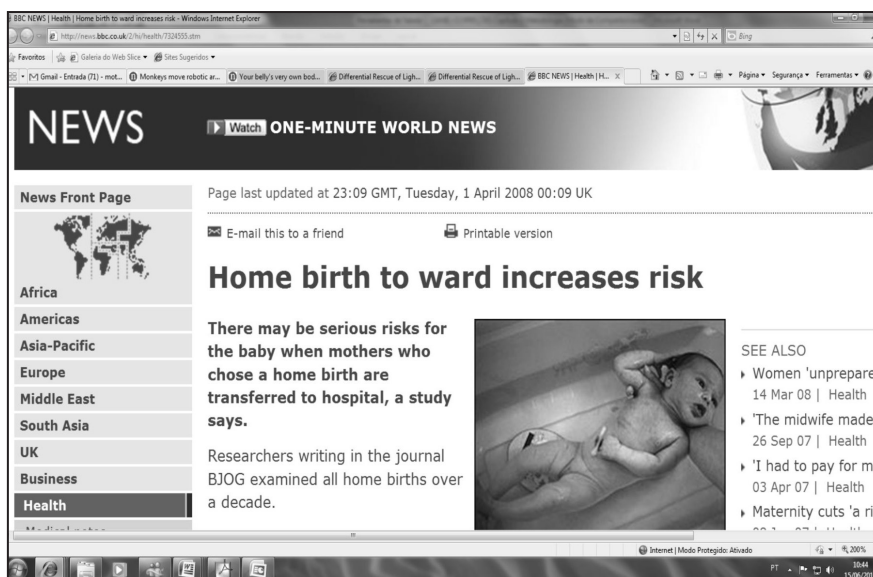 BBC NEWS | Health | Home birth to ward increases risk - Windows Internet Explorer
http://news.bbc.co.uk/2/hi/health/7324555.stm
Bing
Favoritos
Galeria do Web Slice
Sites Sugeridos
Gmail - Entrada (71) - mot...
Monkeys move robotic ar...
Your belly's very own bod...
Differential Rescue of Ligh...
Differential Rescue of Ligh...
BBC NEWS | Health | H...
Página
Segurança
Ferramentas
NEWS
Watch ONE-MINUTE WORLD NEWS
News Front Page
Africa
Americas
Asia-Pacific
Europe
Middle East
South Asia
UK
Business
Health
Medical notes
Page last updated at 23:09 GMT, Tuesday, 1 April 2008 00:09 UK
E-mail this to a friend
Printable version
Home birth to ward increases risk
There may be serious risks for
the baby when mothers who
chose a home birth are
transferred to hospital, a study
says.
Researchers writing in the journal
BJOG examined all home births over
a decade.
SEE ALSO
Women 'unprepare
14 Mar 08 | Health
'The midwife made
26 Sep 07 | Health
'I had to pay for m
03 Apr 07 | Health
Maternity cuts 'a ri
Internet | Modo Protegido: Ativado
200%
PT
10:44
15/06/201